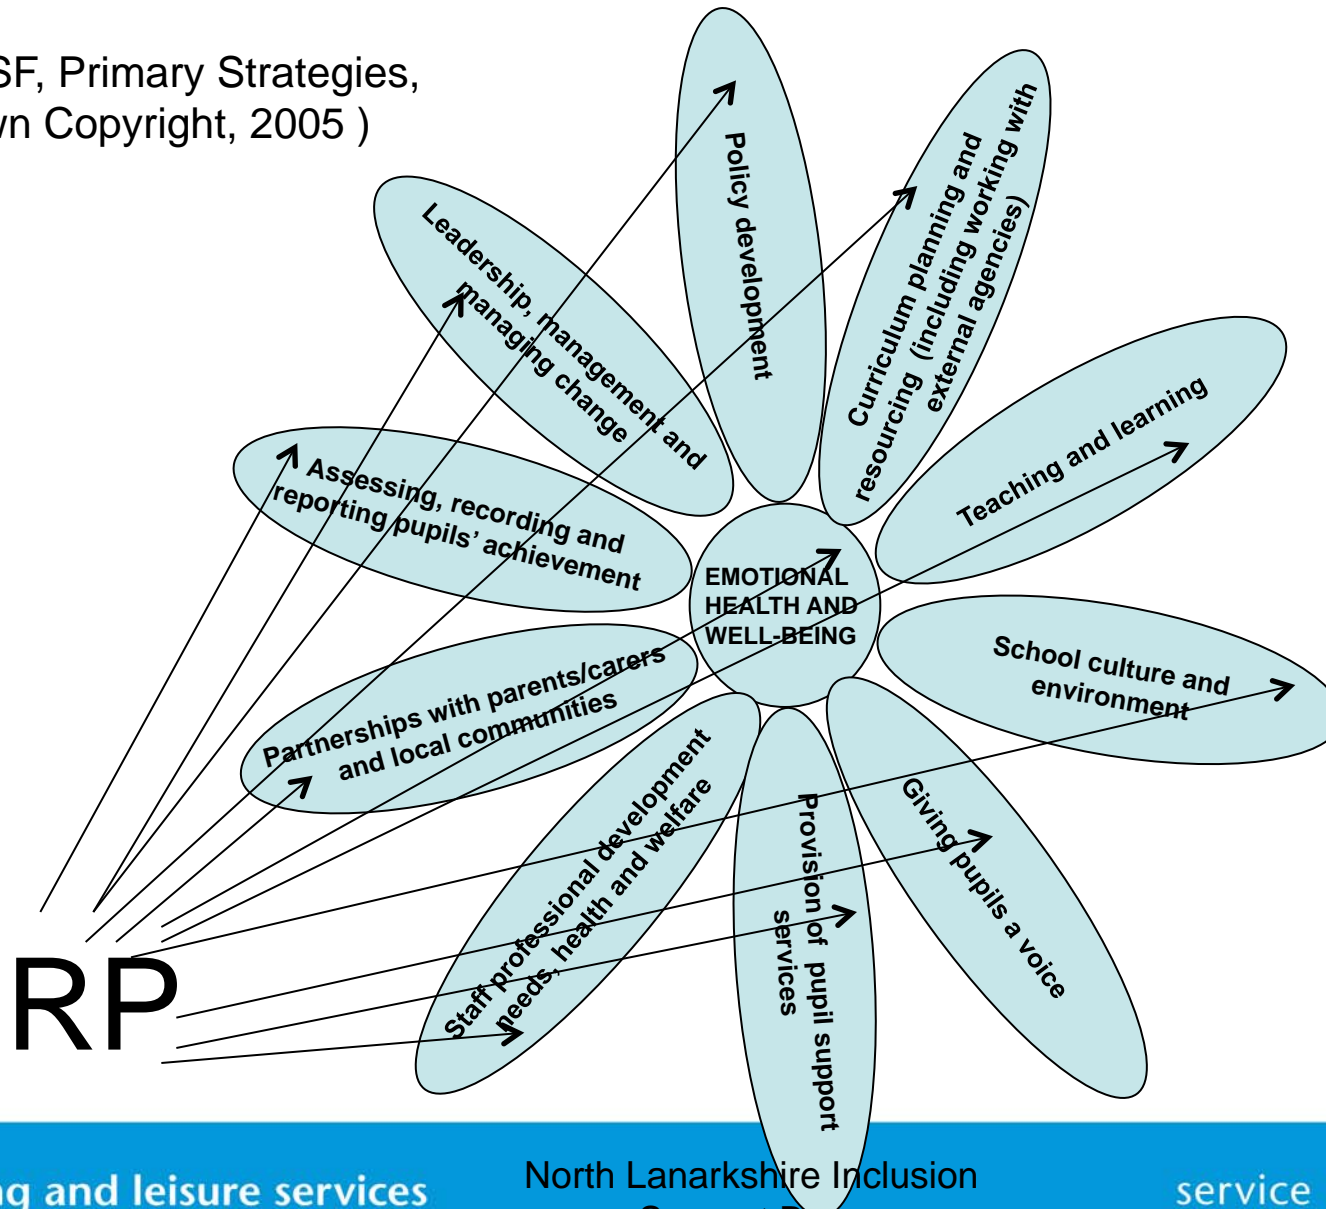 SF, Primary Strategies,
wn Copyright, 2005 )
Policy development
Curriculum planning and
resourcing (including working with
external agencies)
Leadership, management and
managing change
Teaching and learning
Assessing, recording and
reporting pupils’ achievement
EMOTIONAL
HEALTH AND
WELL-BEING
School culture and
environment
Partnerships with parents/carers
and local communities
Staff professional development
needs, health and welfare
Provision of pupil support
services
Giving pupils a voice
RP
ng and leisure services
North Lanarkshire Inclusion
service